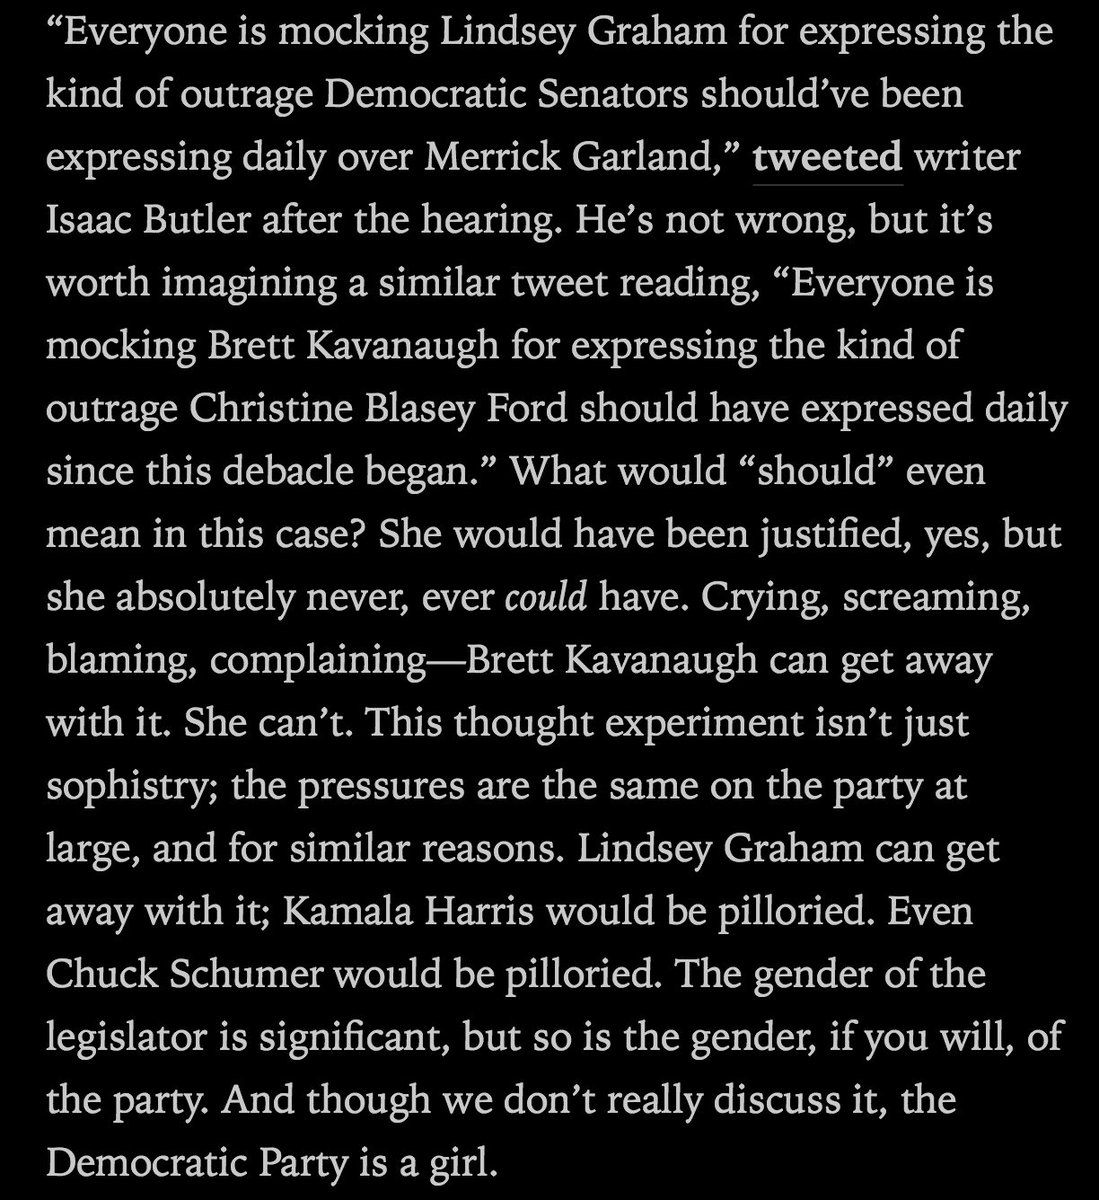 “Everyone is mocking Lindsey Graham for expressing the
kind of outrage Democratic Senators should’ve been
expressing daily over Merrick Garland,” tweeted writer
Isaac Butler after the hearing. He’s not wrong, but it’s
worth imagining a similar tweet reading, “Everyone is
mocking Brett Kavanaugh for expressing the kind of
outrage Christine Blasey Ford should have expressed daily
since this debacle began.” What would “should” even
mean in this case? She would have been justified, yes, but
she absolutely never, ever could have. Crying, screaming,
blaming, complaining—Brett Kavanaugh can get away
with it. She can’t. This thought experiment isn’t just
sophistry; the pressures are the same on the party at
large, and for similar reasons. Lindsey Graham can get
away with it; Kamala Harris would be pilloried. Even
Chuck Schumer would be pilloried. The gender of the
legislator is significant, but so is the gender, if you will, of
the party. And though we don’t really discuss it, the
Democratic Party is a girl.